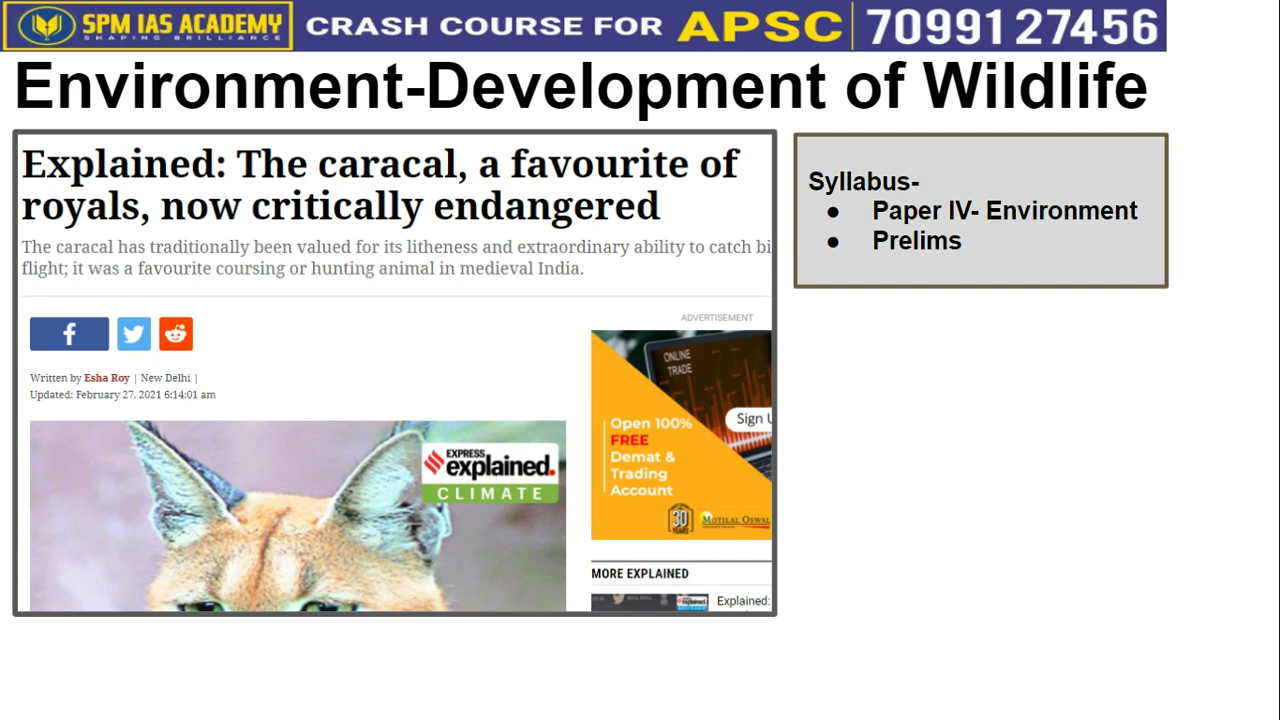 SPM IAS ACADEMY
SHAPING BRILLIANCE
CRASH COURSE FOR APSC 70991 27456
Environment-Development of Wildlife
Explained: The caracal, a favourite of
royals, now critically endangered
The caracal has traditionally been valued for its litheness and extraordinary ability to catch bi
flight; it was a favourite coursing or hunting animal in medieval India.
Written by Esha Roy | New Delhi |
Updated: February 27, 2021 6:14:01 am
EXPRESS
explained.
CLIMATE
ADVERTISEMENT
ONLINE
TRADE
Sign U
Open 100%
FREE
Demat &
Trading
Account
30
YEARS
MOTILAL OSWAL
MORE EXPLAINED
Explained:
Syllabus-
● Paper IV- Environment
● Prelims